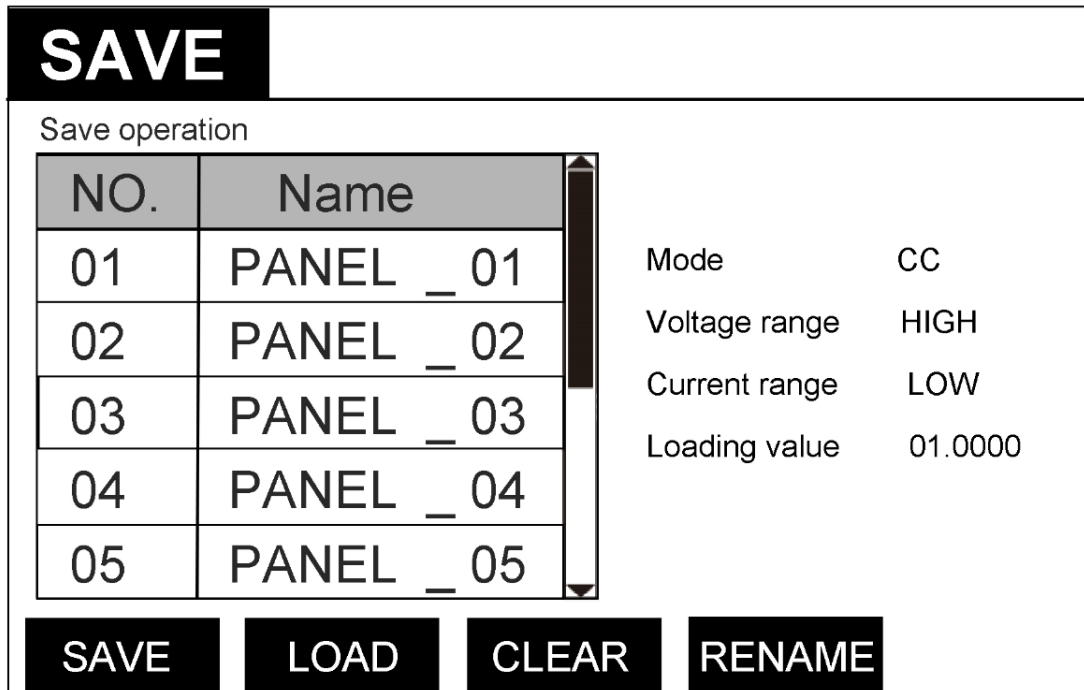 SAVE
Save operation
NO. Name
01 PANEL _ 01
02 PANEL _ 02
03 PANEL _ 03
04 PANEL _ 04
05 PANEL _ 05
Mode CC
Voltage range HIGH
Current range LOW
Loading value 01.0000
SAVE LOAD CLEAR RENAME